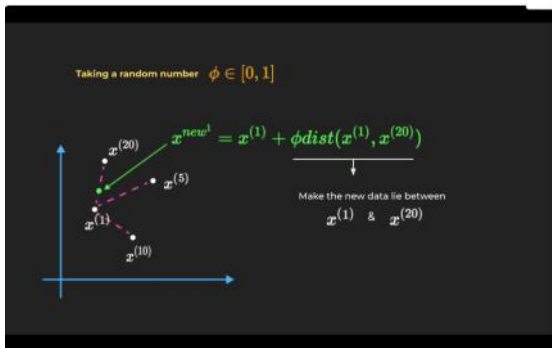 Taking a random number ϕ ∈ [0, 1]
x^{new^1} = x^{(1)} + ϕdist(x^{(1)}, x^{(20)})
x^{(20)}
x^{(5)}
x^{(1)}
x^{(10)}
Make the new data lie between
x^{(1)} & x^{(20)}